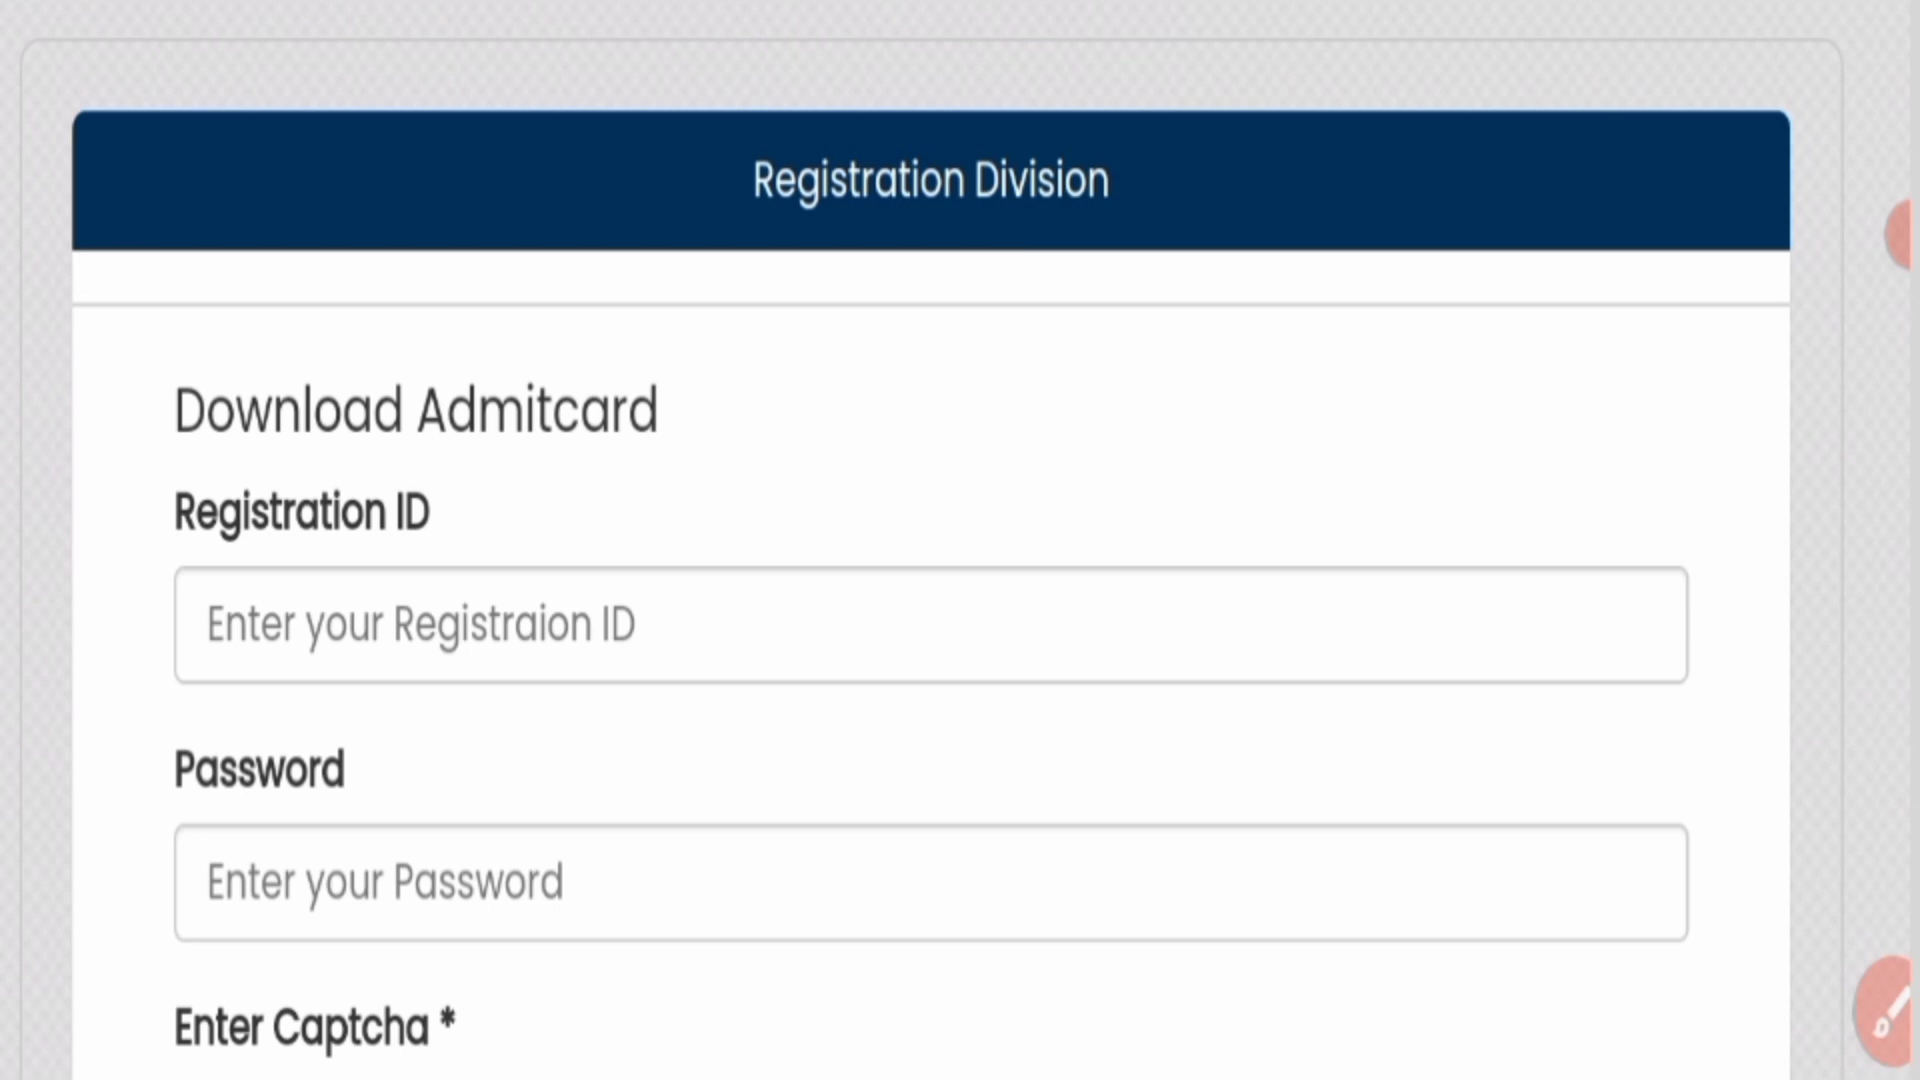 Registration Division
Download Admitcard
Registration ID
Enter your Registraion ID
Password
Enter your Password
Enter Captcha *